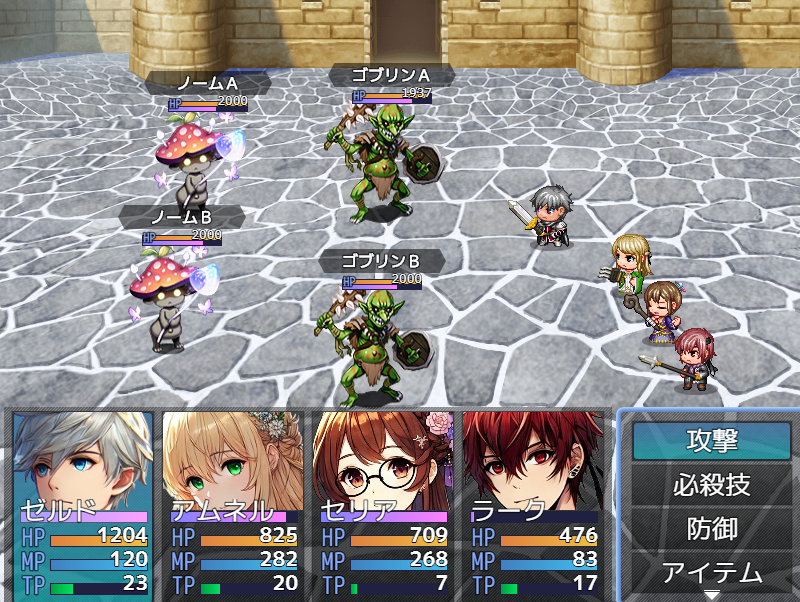 ノームA
HP 2000
ゴブリンA
HP 1937
ノームB
HP 2000
ゴブリンB
HP 2000
ゼルド
HP 1204
MP 120
TP 23
アムネル
HP 825
MP 282
TP 20
セリア
HP 709
MP 268
TP 7
ラーク
HP 476
MP 83
TP 17
攻撃
必殺技
防御
アイテム